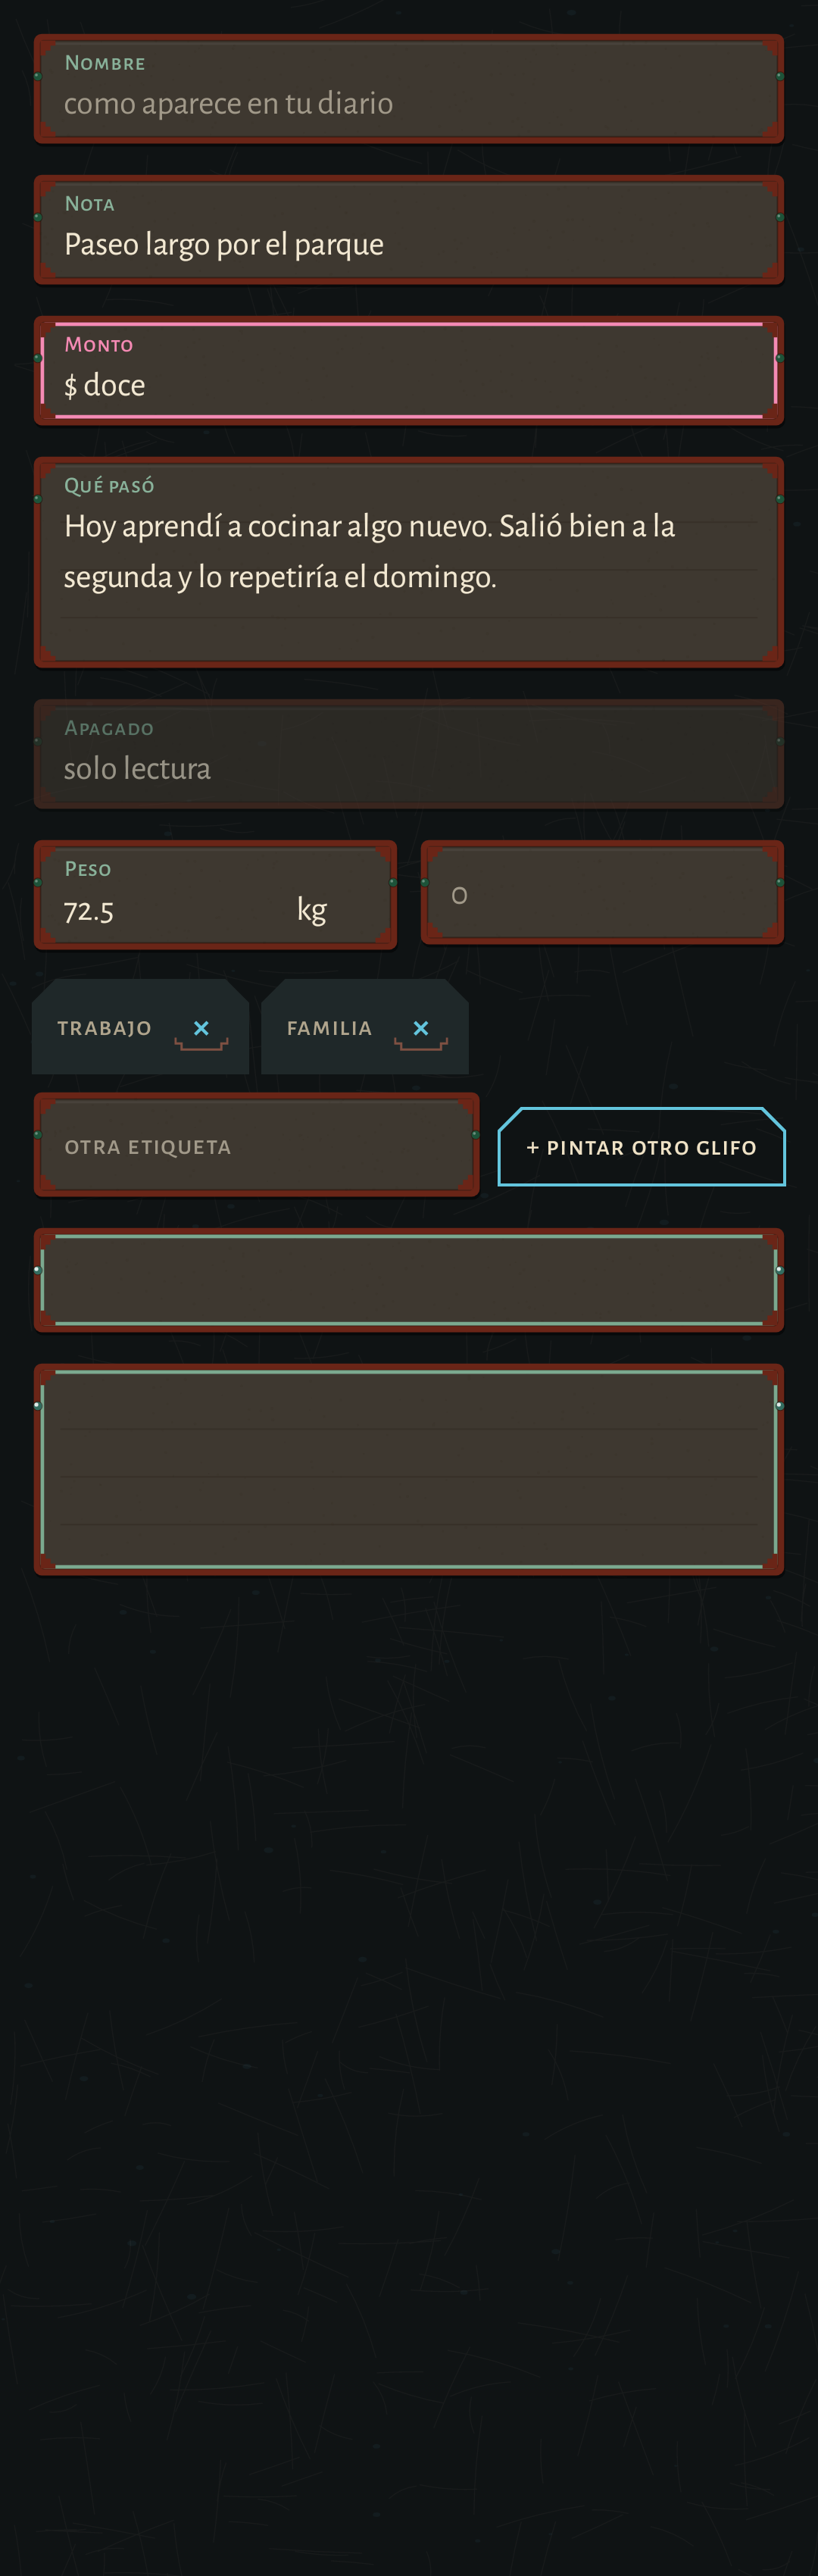 Nombre
como aparece en tu diario
Nota
Paseo largo por el parque
Monto
$ doce
Qué pasó
Hoy aprendí a cocinar algo nuevo. Salió bien a la
segunda y lo repetiría el domingo.
Apagado
solo lectura
Peso
72.5 kg
0
TRABAJO × FAMILIA ×
OTRA ETIQUETA
+ PINTAR OTRO GLIFO